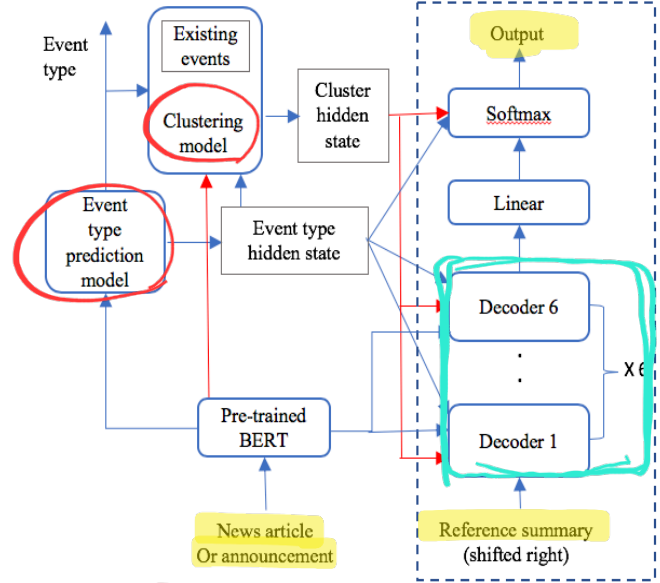 Event
type
Existing
events
Clustering
model
Cluster
hidden
state
Output
Softmax
Linear
Event
type
prediction
model
Event type
hidden state
Decoder 6
.
.
X 6
Decoder 1
Pre-trained
BERT
News article
Or announcement
Reference summary
(shifted right)